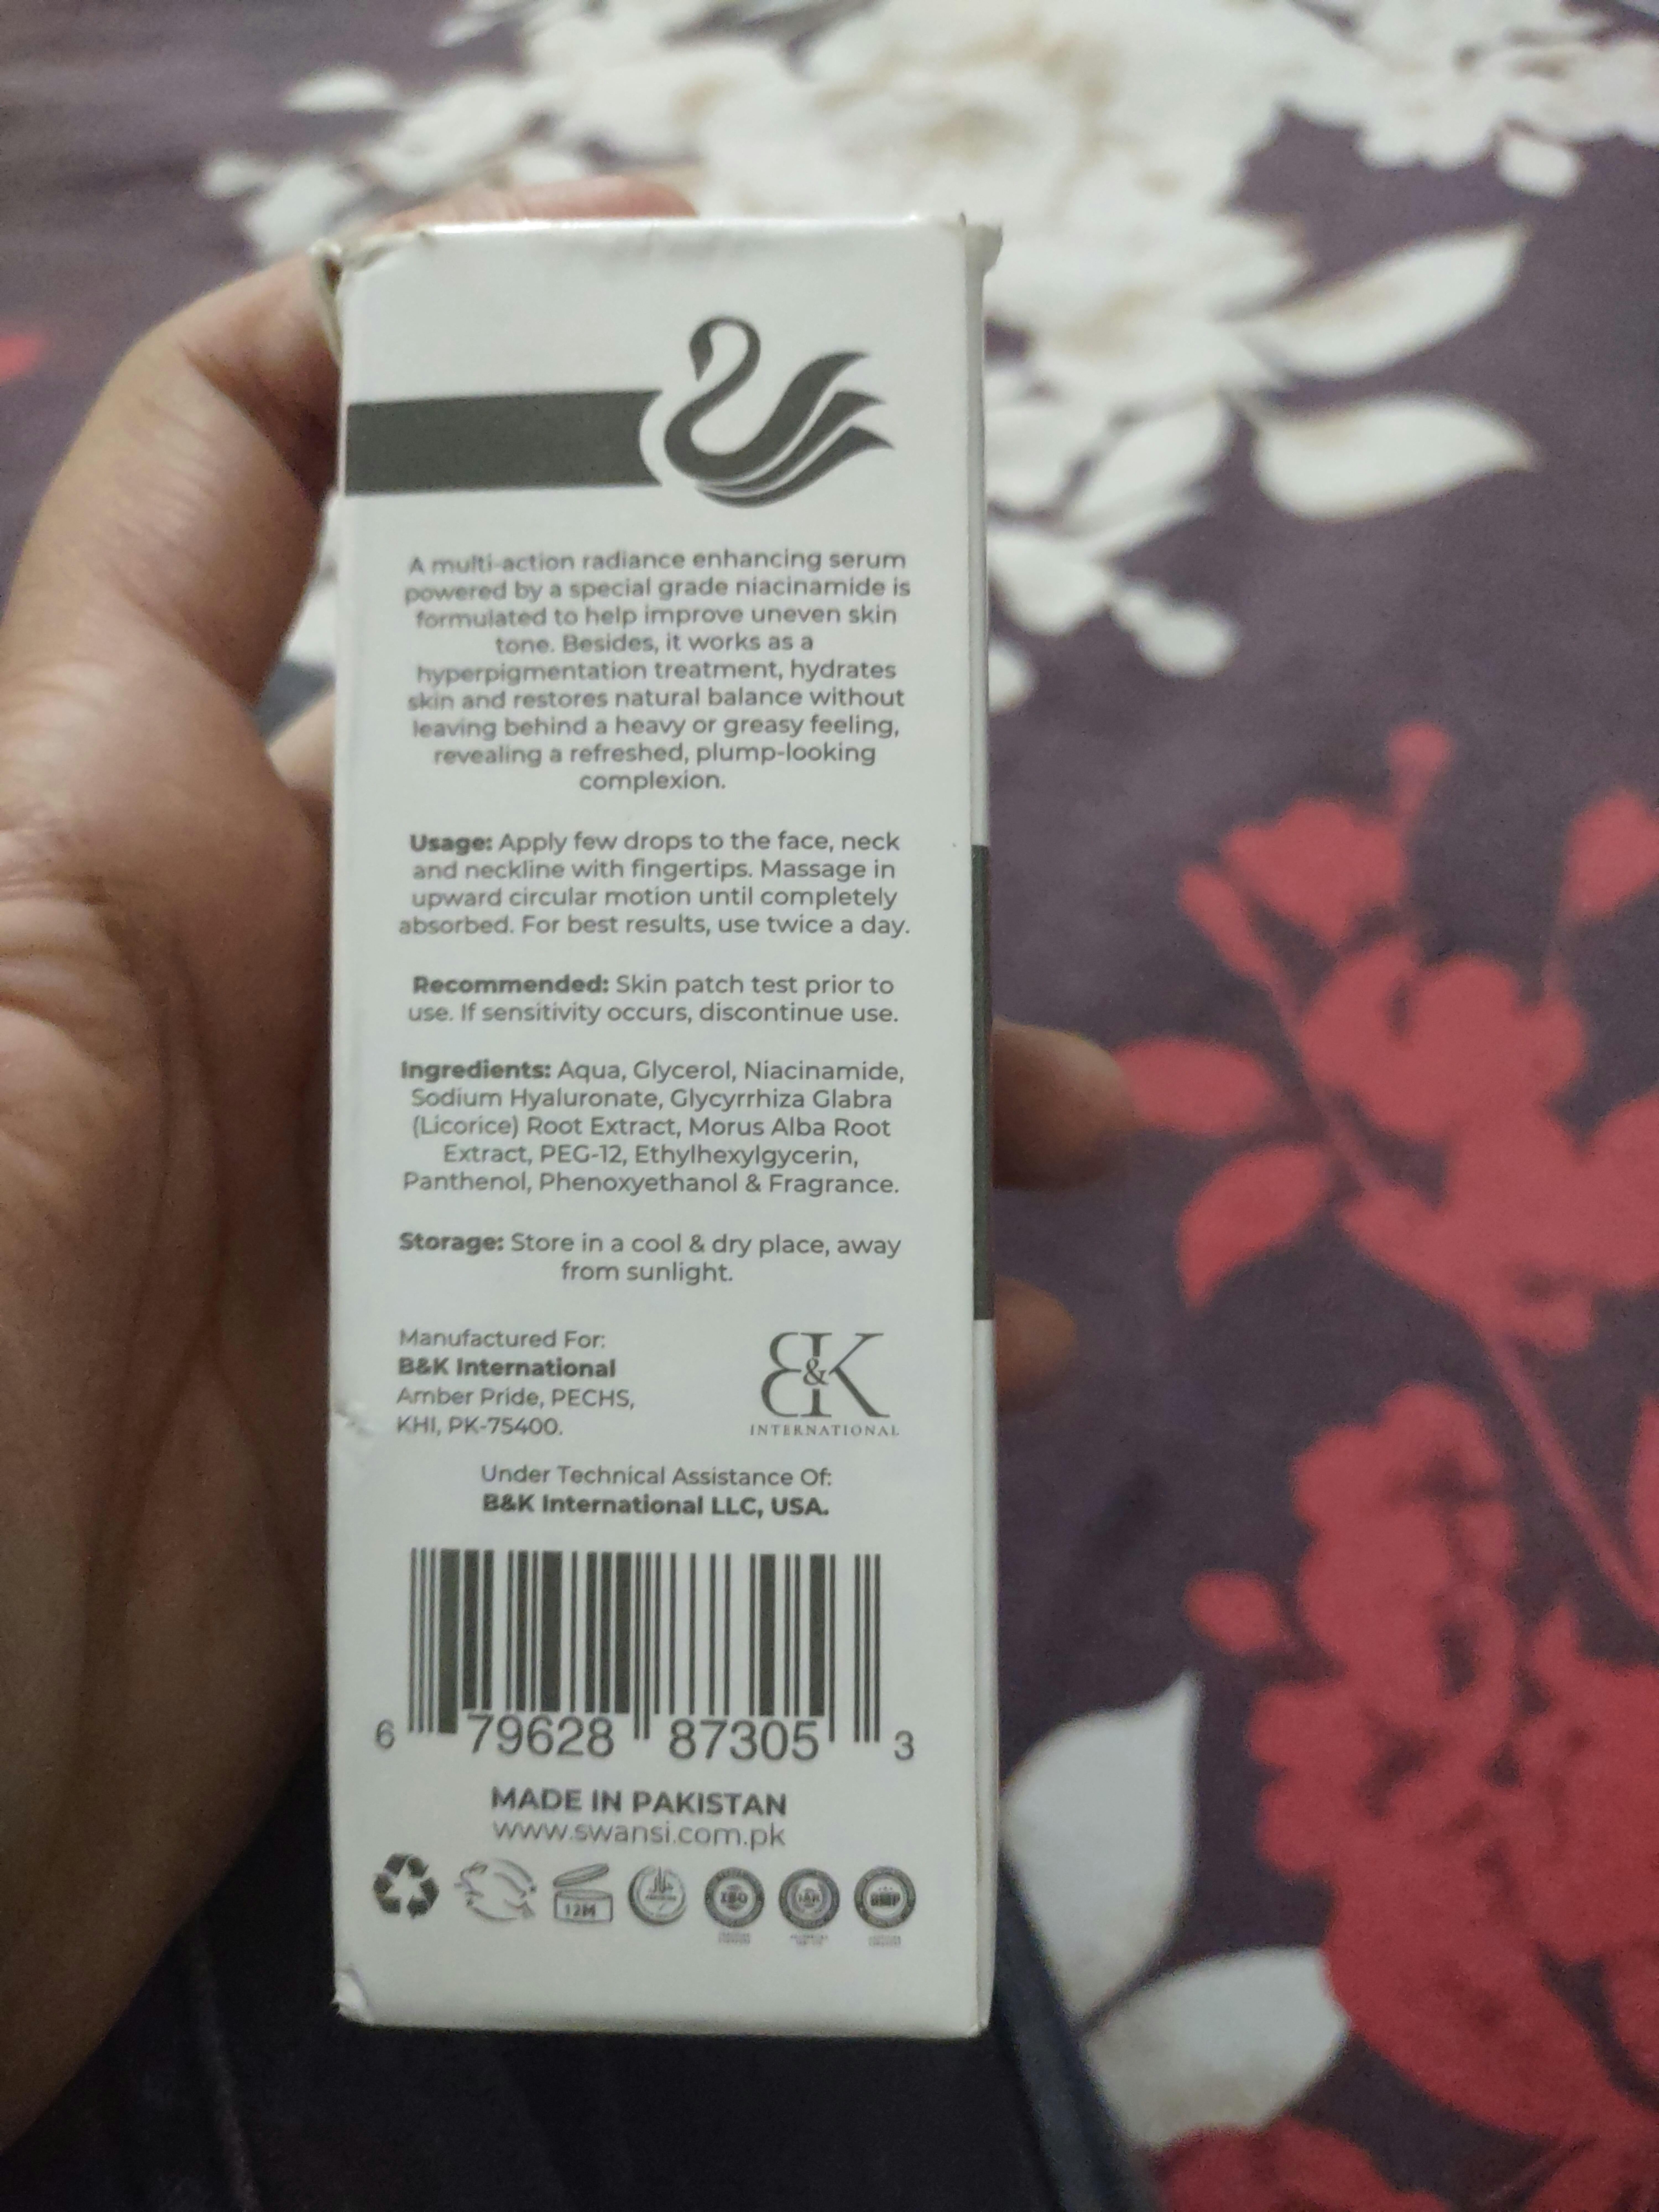 A multi-action radiance enhancing serum
powered by a special grade niacinamide is
formulated to help improve uneven skin
tone. Besides, it works as a
hyperpigmentation treatment, hydrates
skin and restores natural balance without
leaving behind a heavy or greasy feeling,
revealing a refreshed, plump-looking
complexion.
Usage: Apply few drops to the face, neck
and neckline with fingertips. Massage in
upward circular motion until completely
absorbed. For best results, use twice a day.
Recommended: Skin patch test prior to
use. If sensitivity occurs, discontinue use.
Ingredients: Aqua, Glycerol, Niacinamide,
Sodium Hyaluronate, Glycyrrhiza Glabra
(Licorice) Root Extract, Morus Alba Root
Extract, PEG-12, Ethylhexylgycerin,
Panthenol, Phenoxyethanol & Fragrance.
Storage: Store in a cool & dry place, away
from sunlight.
Manufactured For:
B&K International
Amber Pride, PECHS,
KHI, PK-75400.
B&K
INTERNATIONAL
Under Technical Assistance Of:
B&K International LLC, USA.
6 79628 87305 3
MADE IN PAKISTAN
www.swansi.com.pk
12M
ISO
GMP